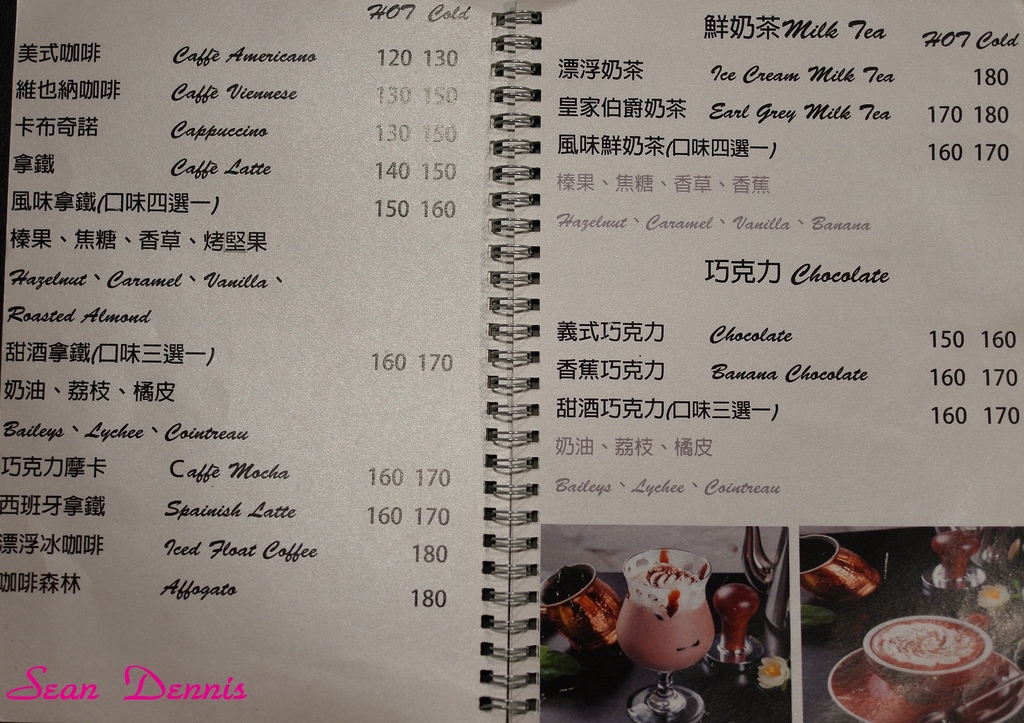 HOT Cold
美式咖啡 Caffè Americano 120 130
維也納咖啡 Caffè Viennese 130 150
卡布奇諾 Cappuccino 130 150
拿鐵 Caffè Latte 140 150
風味拿鐵(口味四選一) 150 160
榛果、焦糖、香草、烤堅果
Hazelnut、Caramel、Vanilla、
Roasted Almond
甜酒拿鐵(口味三選一) 160 170
奶油、荔枝、橘皮
Baileys、Lychee、Cointreau
巧克力摩卡 Caffè Mocha 160 170
西班牙拿鐵 Spainish Latte 160 170
漂浮冰咖啡 Iced Float Coffee 180
咖啡森林 Affogato 180
Sean Dennis
鮮奶茶Milk Tea HOT Cold
漂浮奶茶 Ice Cream Milk Tea 180
皇家伯爵奶茶 Earl Grey Milk Tea 170 180
風味鮮奶茶(口味四選一) 160 170
榛果、焦糖、香草、香蕉
Hazelnut、Caramel、Vanilla、Banana
巧克力 Chocolate
義式巧克力 Chocolate 150 160
香蕉巧克力 Banana Chocolate 160 170
甜酒巧克力(口味三選一) 160 170
奶油、荔枝、橘皮
Baileys、Lychee、Cointreau